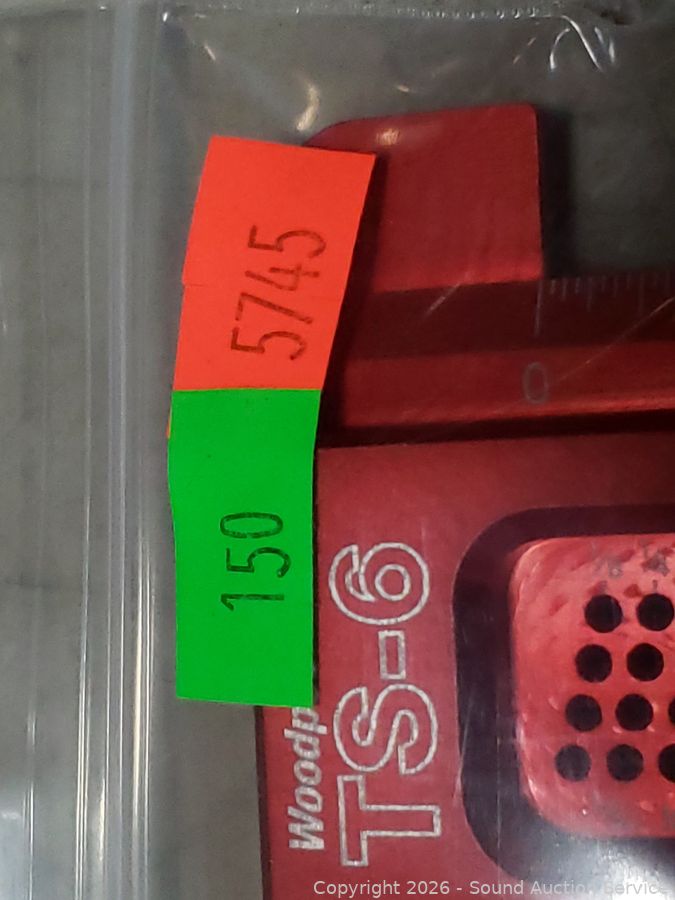 5745
150
0
Woodp
TS-6
Copyright 2026 - Sound Auction Service